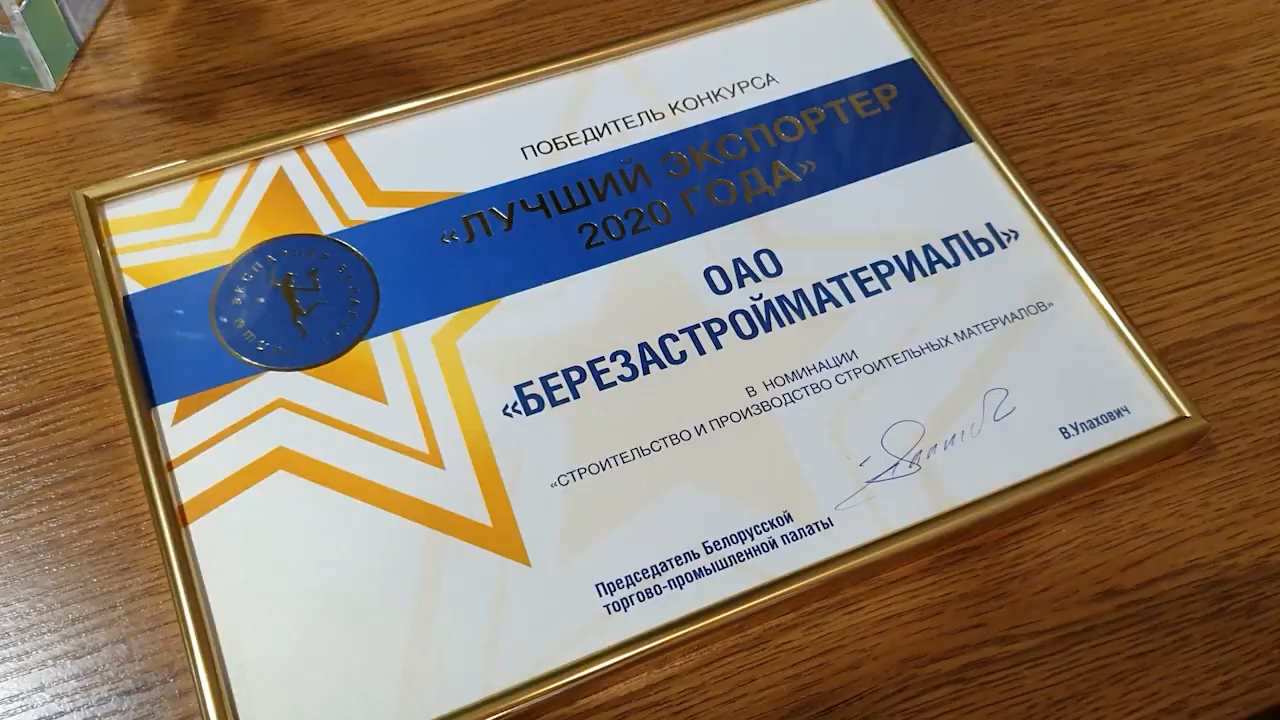 ПОБЕДИТЕЛЬ КОНКУРСА
«ЛУЧШИЙ ЭКСПОРТЕР
2020 ГОДА»
ОАО
«БЕРЕЗАСТРОЙМАТЕРИАЛЫ»
В НОМИНАЦИИ
«СТРОИТЕЛЬСТВО И ПРОИЗВОДСТВО СТРОИТЕЛЬНЫХ МАТЕРИАЛОВ»
Председатель Белорусской
торгово-промышленной палаты
В.Улахович